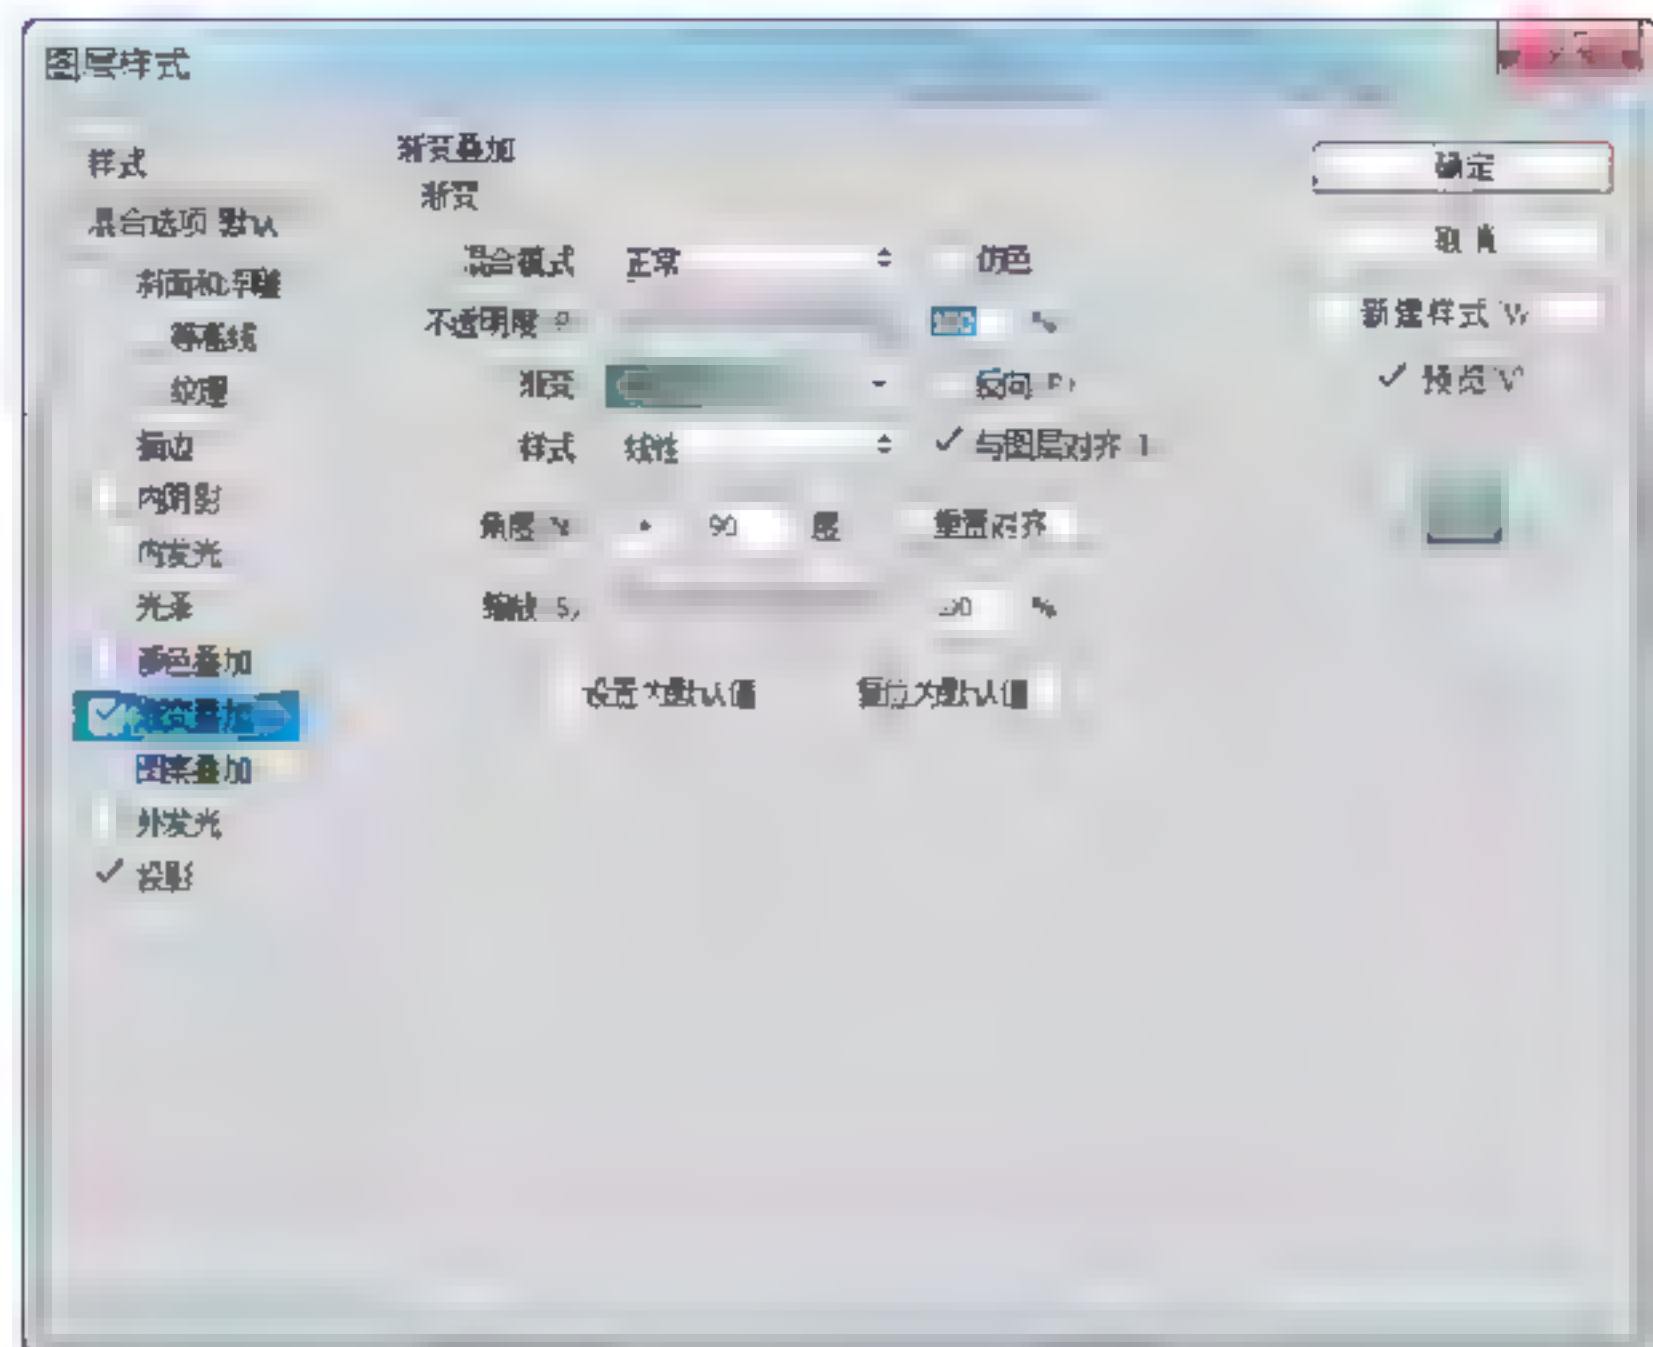 图层样式
样式
混合选项 默认
斜面和浮雕
等高线
纹理
描边
内阴影
内发光
光泽
颜色叠加
渐变叠加
图案叠加
外发光
投影
渐变叠加
渐变
混合模式 正常 仿色
不透明度 P 100 %
渐变 反向 R)
样式 线性 与图层对齐 I
角度 N 90 度 重置对齐
缩放 S) %
设置为默认值 复位为默认值
确定
取消
新建样式 W
预览 V